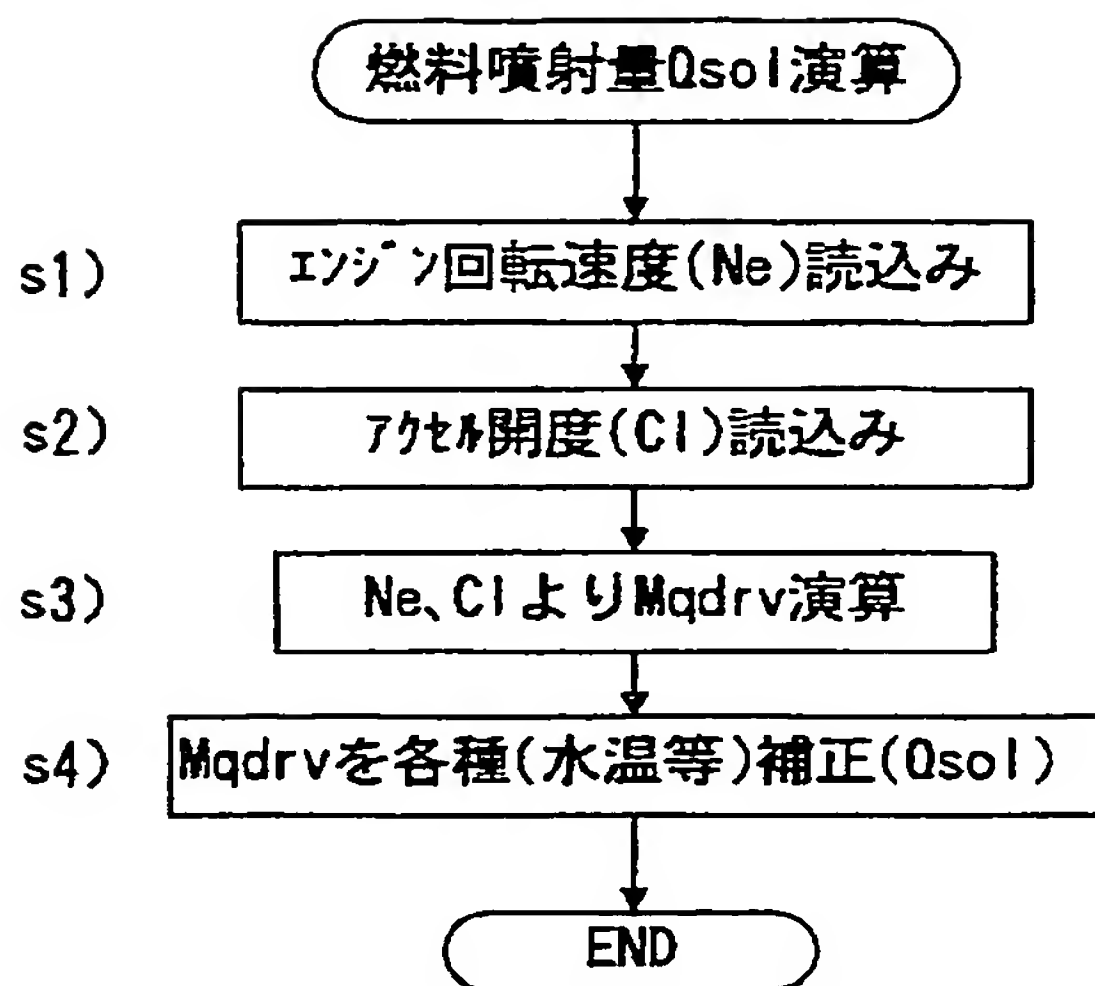 燃料噴射量Qsol演算
s1) エンジン回転速度(Ne)読込み
s2) アクセル開度(Cl)読込み
s3) Ne、ClよりMqdrv演算
s4) Mqdrvを各種(水温等)補正(Qsol)
END